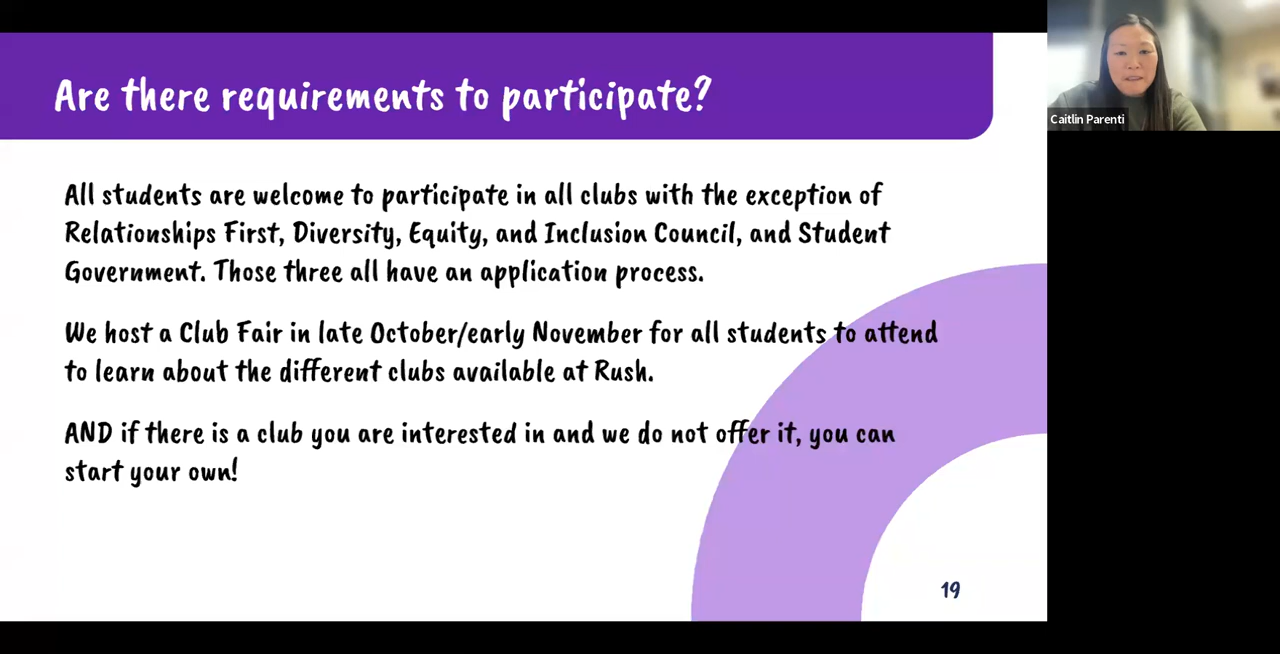 Are there requirements to participate?
All students are welcome to participate in all clubs with the exception of
Relationships First, Diversity, Equity, and Inclusion Council, and Student
Government. Those three all have an application process.
We host a Club Fair in late October/early November for all students to attend
to learn about the different clubs available at Rush.
AND if there is a club you are interested in and we do not offer it, you can
start your own!
19
Caitlin Parenti